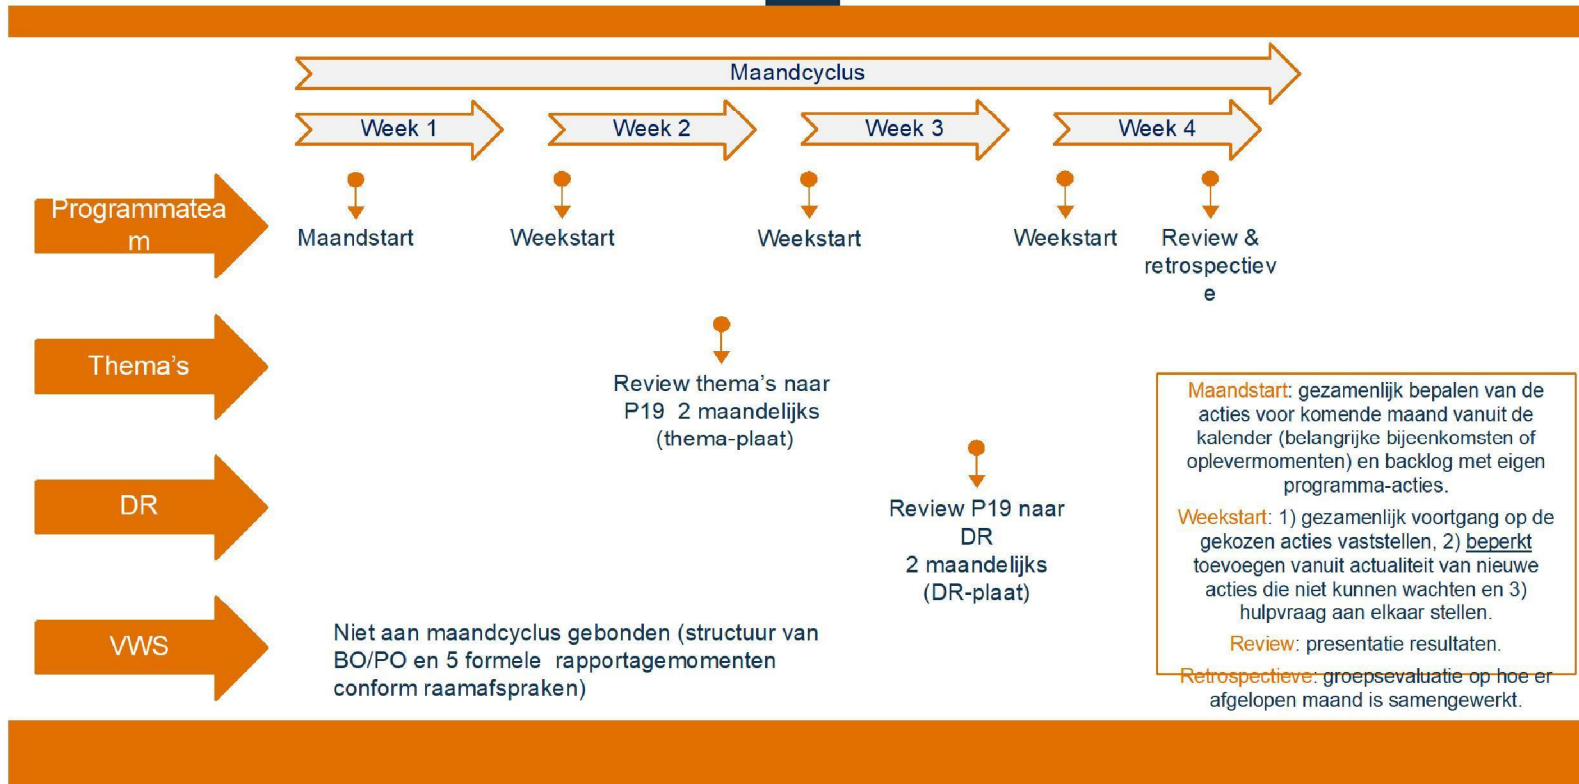 Maandcyclus
Week 1
Week 2
Week 3
Week 4
Programmatea
m
Maandstart
Weekstart
Weekstart
Weekstart
Review &
retrospectiev
e
Thema's
Review thema's naar
P19 2 maandelijks
(thema-plaat)
DR
Review P19 naar
DR
2 maandelijks
(DR-plaat)
VWS
Niet aan maandcyclus gebonden (structuur van
BO/PO en 5 formele rapportagemomenten
conform raamafspraken)
Maandstart: gezamenlijk bepalen van de
acties voor komende maand vanuit de
kalender (belangrijke bijeenkomsten of
oplevermomenten) en backlog met eigen
programma-acties.
Weekstart: 1) gezamenlijk voortgang op de
gekozen acties vaststellen, 2) beperkt
toevoegen vanuit actualiteit van nieuwe
acties die niet kunnen wachten en 3)
hulpvraag aan elkaar stellen.
Review: presentatie resultaten.
Retrospectieve: groepsevaluatie op hoe er
afgelopen maand is samengewerkt.